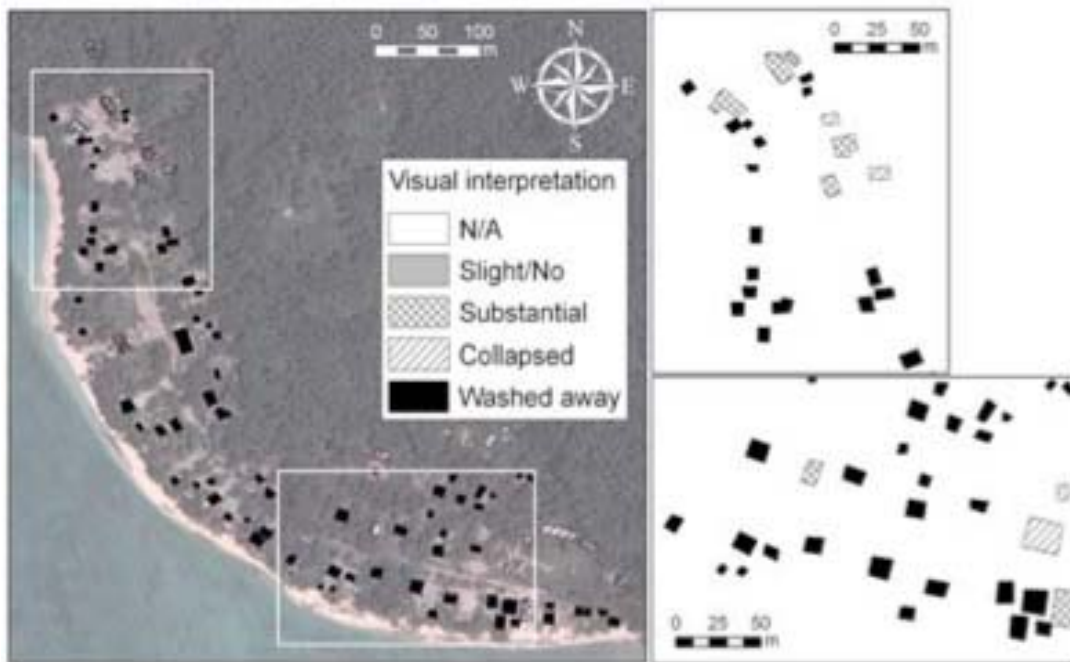 0 50 100
m
N
W E
S
Visual interpretation
N/A
Slight/No
Substantial
Collapsed
Washed away
0 25 50
m
0 25 50
m